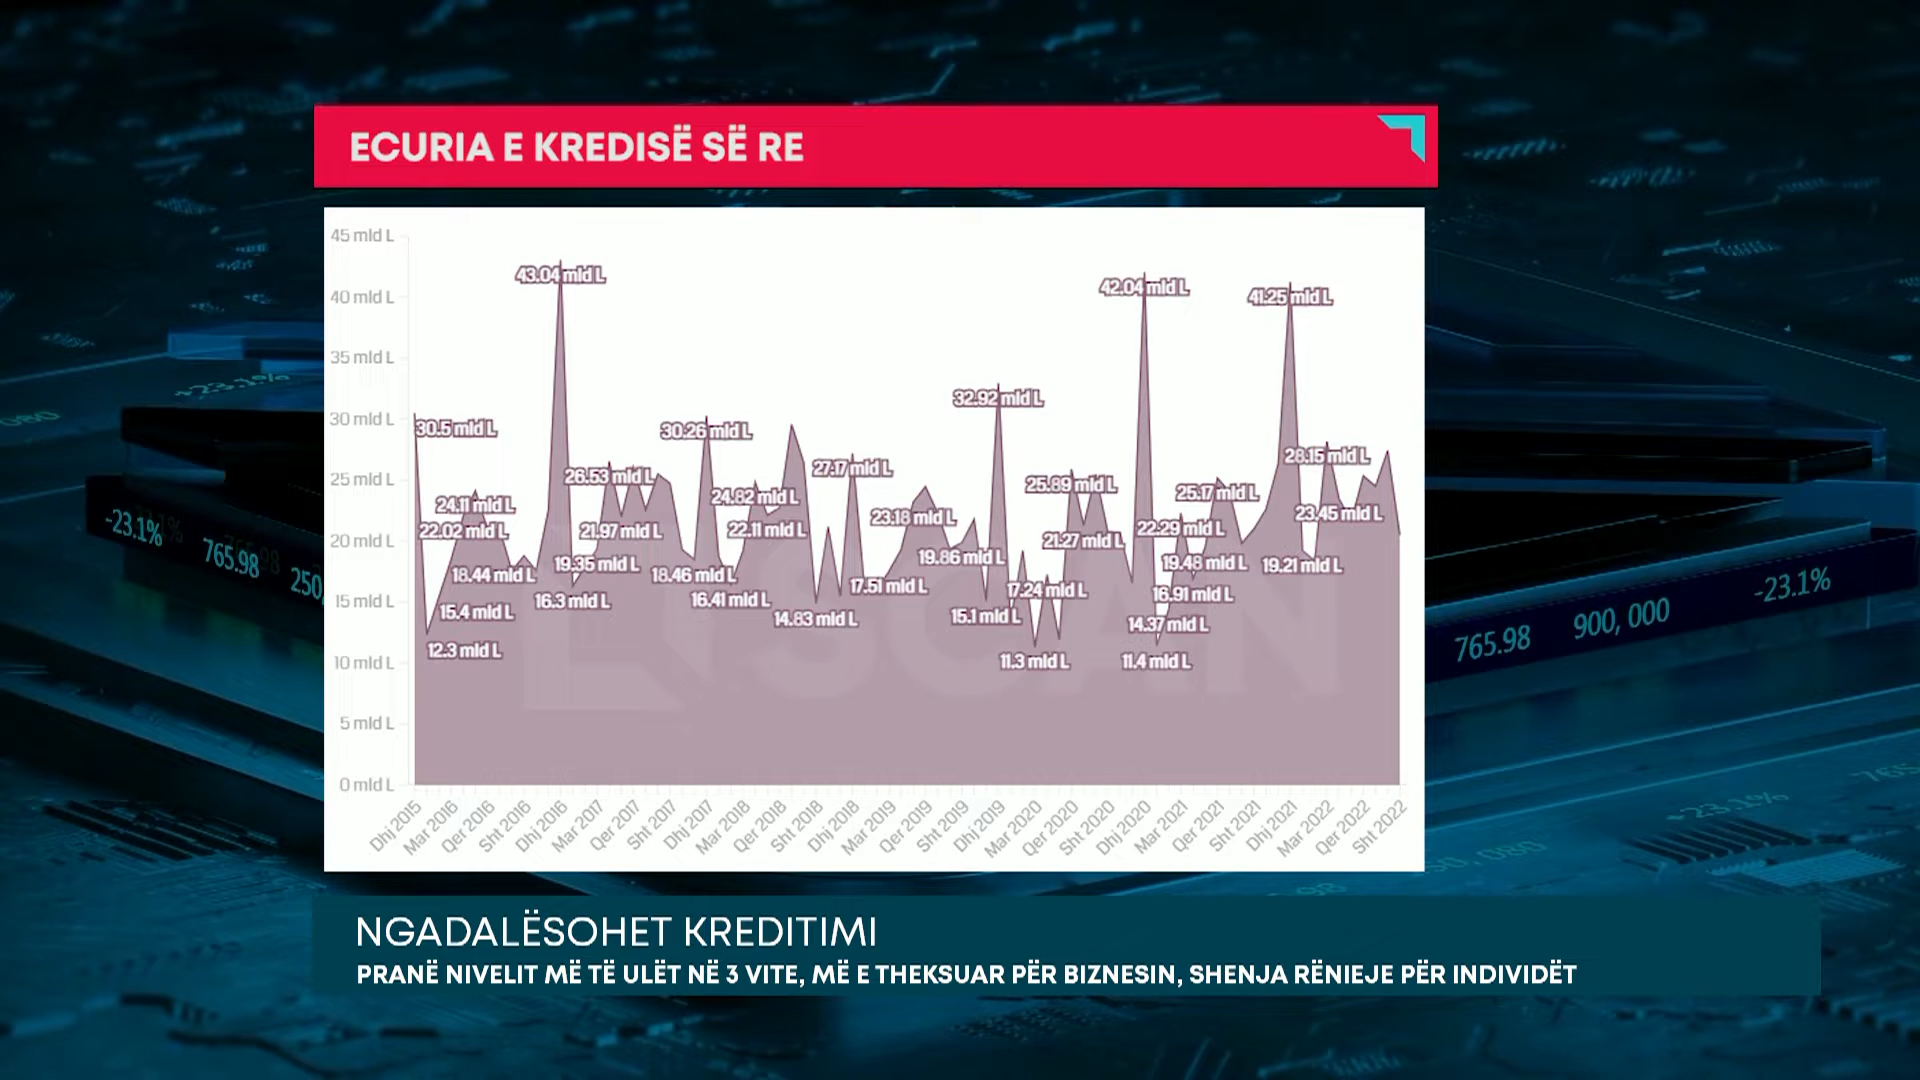 ECURIA E KREDISË SË RE
45 mld L
40 mld L
35 mld L
30 mld L
25 mld L
20 mld L
15 mld L
10 mld L
5 mld L
0 mld L
43.04 mld L
42.04 mld L
41.25 mld L
32.92 mld L
30.5 mld L
30.26 mld L
28.15 mld L
27.17 mld L
26.53 mld L
25.89 mld L
25.17 mld L
24.82 mld L
24.11 mld L
23.18 mld L
23.45 mld L
22.02 mld L
21.97 mld L
22.11 mld L
22.29 mld L
21.27 mld L
19.86 mld L
19.35 mld L
19.48 mld L
19.21 mld L
18.44 mld L
18.46 mld L
17.51 mld L
17.24 mld L
16.91 mld L
16.3 mld L
16.41 mld L
15.4 mld L
15.1 mld L
14.83 mld L
14.37 mld L
12.3 mld L
11.3 mld L
11.4 mld L
SCAN
Dhj 2015
Mar 2016
Qer 2016
Sht 2016
Dhj 2016
Mar 2017
Qer 2017
Sht 2017
Dhj 2017
Mar 2018
Qer 2018
Sht 2018
Dhj 2018
Mar 2019
Qer 2019
Sht 2019
Dhj 2019
Mar 2020
Qer 2020
Sht 2020
Dhj 2020
Mar 2021
Qer 2021
Sht 2021
Dhj 2021
Mar 2022
Qer 2022
Sht 2022
+23.1%
-23.1%
765.98
250,
765.98
900, 000
-23.1%
+23.1%
NGADALËSOHET KREDITIMI
PRANË NIVELIT MË TË ULËT NË 3 VITE, MË E THEKSUAR PËR BIZNESIN, SHENJA RËNIEJE PËR INDIVIDËT